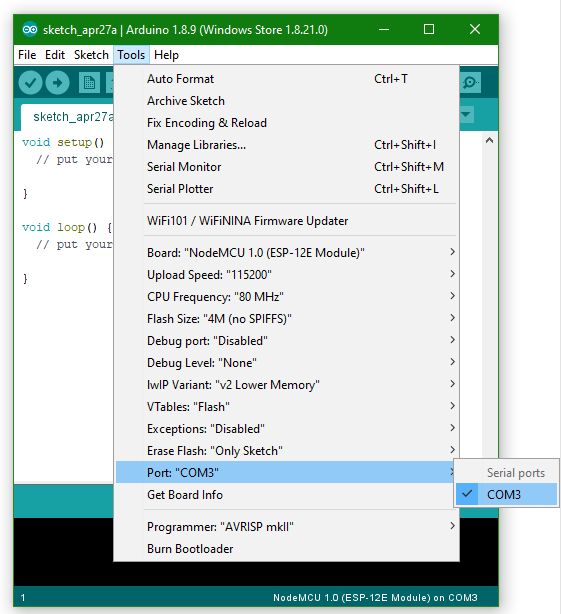 sketch_apr27a | Arduino 1.8.9 (Windows Store 1.8.21.0)
File Edit Sketch Tools Help
sketch_apr27a
void setup()
// put your
}
void loop() {
// put your
}
Auto Format Ctrl+T
Archive Sketch
Fix Encoding & Reload
Manage Libraries... Ctrl+Shift+I
Serial Monitor Ctrl+Shift+M
Serial Plotter Ctrl+Shift+L
WiFi101 / WiFiNINA Firmware Updater
Board: "NodeMCU 1.0 (ESP-12E Module)"
Upload Speed: "115200"
CPU Frequency: "80 MHz"
Flash Size: "4M (no SPIFFS)"
Debug port: "Disabled"
Debug Level: "None"
lwIP Variant: "v2 Lower Memory"
VTables: "Flash"
Exceptions: "Disabled"
Erase Flash: "Only Sketch"
Port: "COM3"
Get Board Info
Programmer: "AVRISP mkII"
Burn Bootloader
Serial ports
COM3
1 NodeMCU 1.0 (ESP-12E Module) on COM3